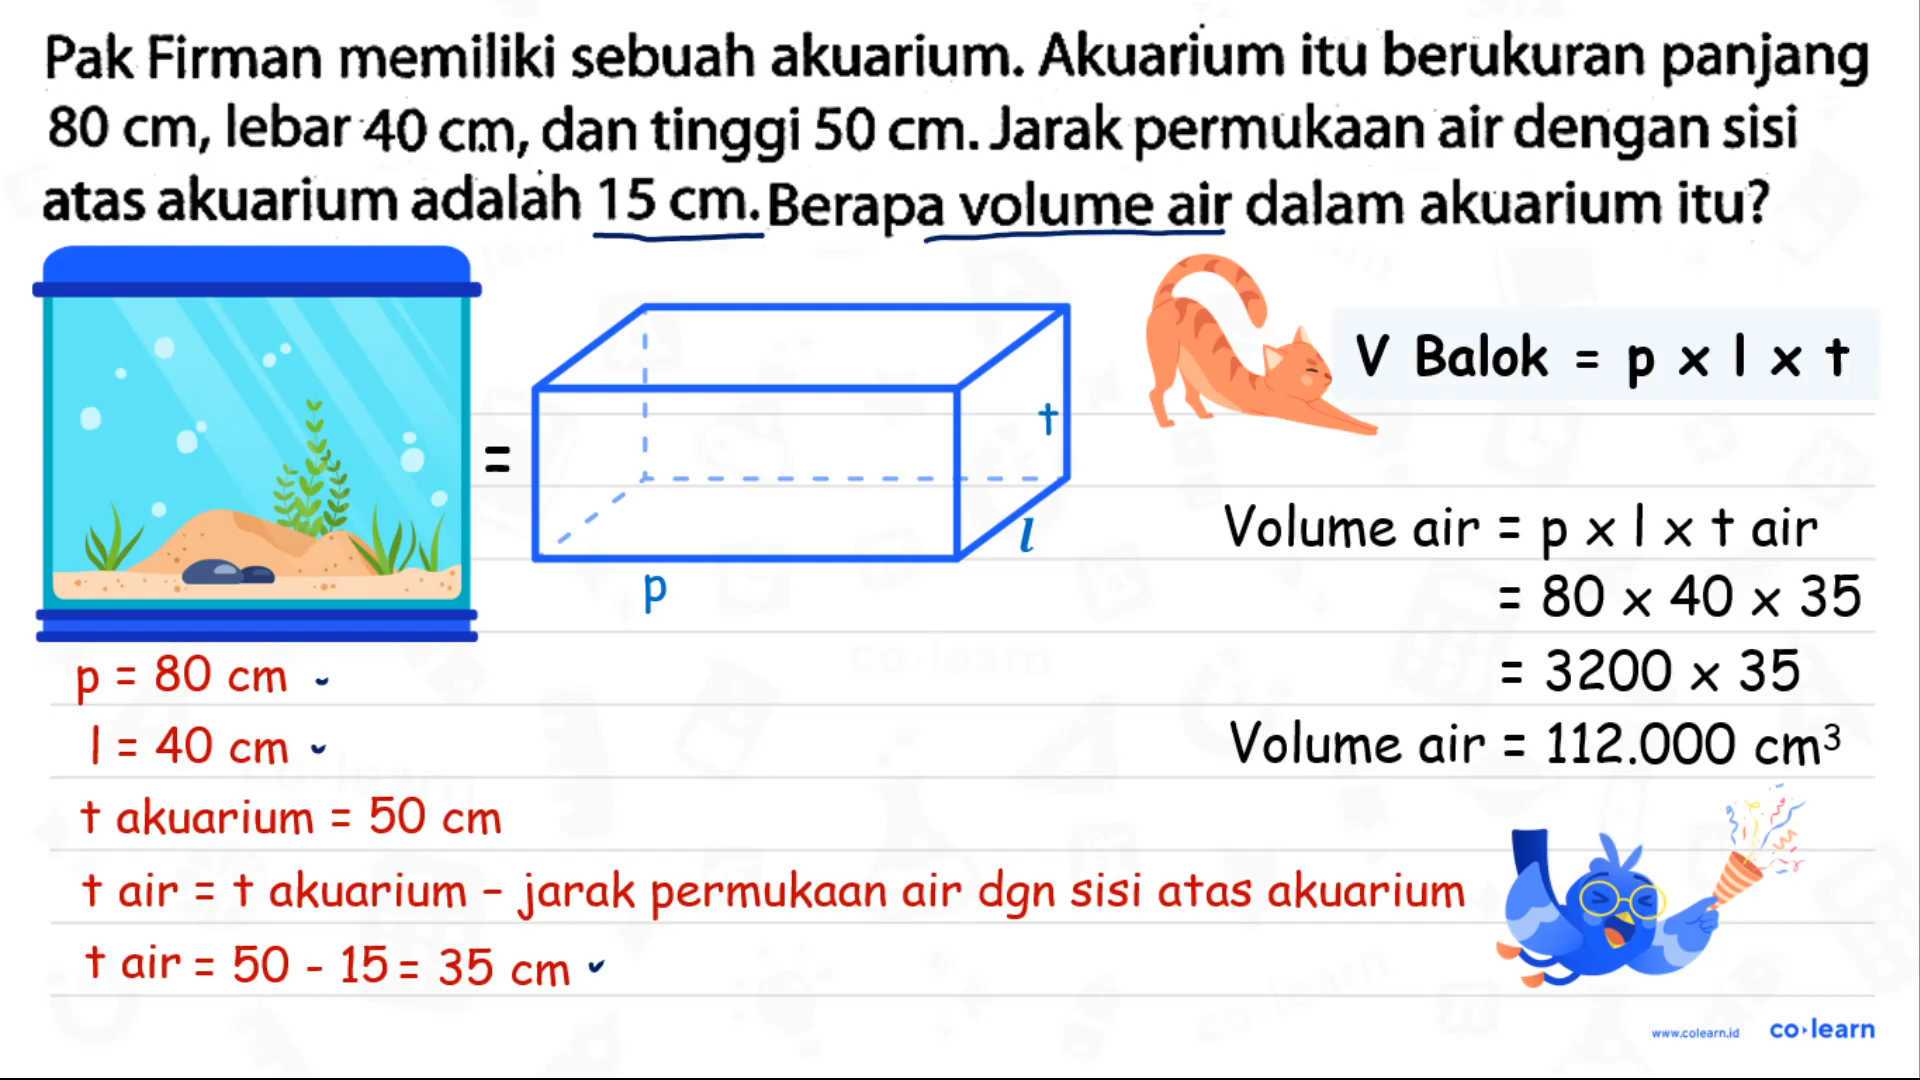 Pak Firman memiliki sebuah akuarium. Akuarium itu berukuran panjang
80 cm, lebar 40 cm, dan tinggi 50 cm. Jarak permukaan air dengan sisi
atas akuarium adalah 15 cm. Berapa volume air dalam akuarium itu?
V Balok = p x l x t
=
t
l
p
Volume air = p x l x t air
= 80 x 40 x 35
= 3200 x 35
Volume air = 112.000 cm³
p = 80 cm
l = 40 cm
t akuarium = 50 cm
t air = t akuarium - jarak permukaan air dgn sisi atas akuarium
t air = 50 - 15 = 35 cm
www.colearn.id co·learn